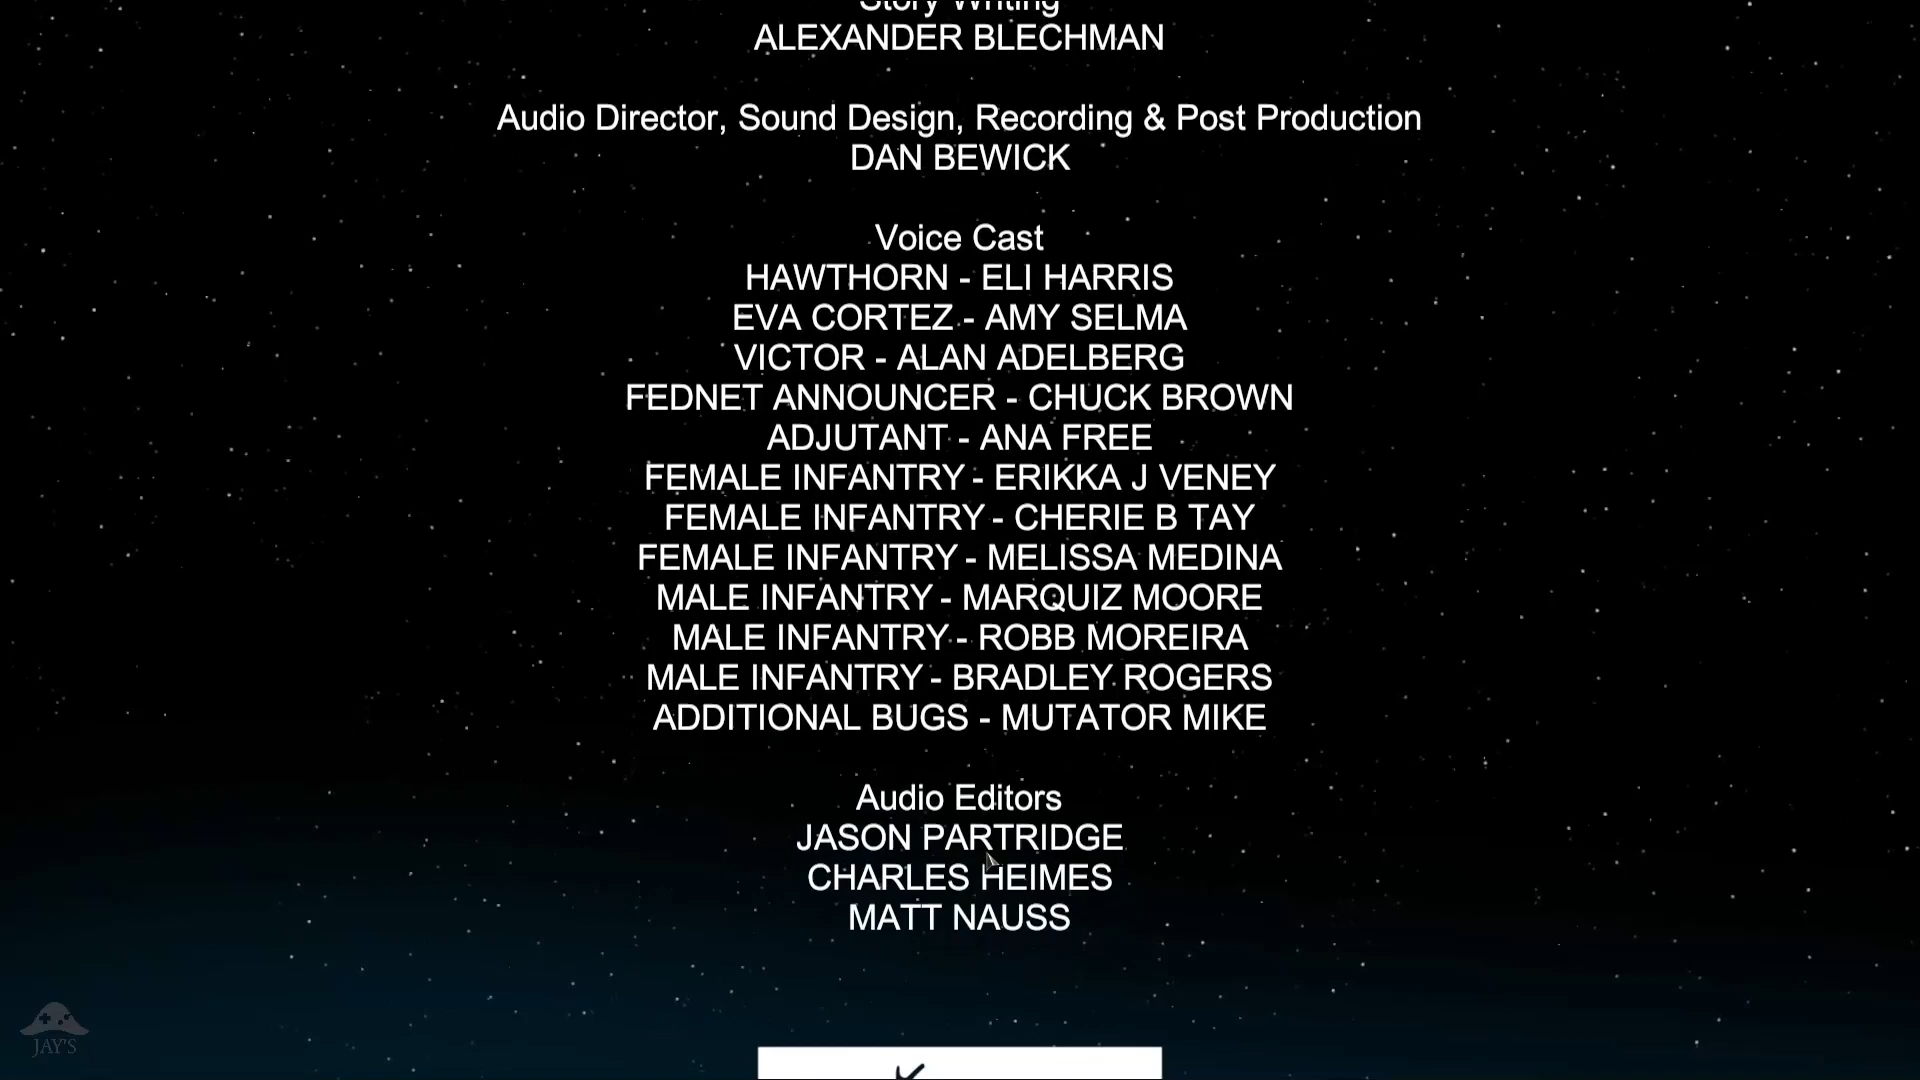 Story Writing
ALEXANDER BLECHMAN
Audio Director, Sound Design, Recording & Post Production
DAN BEWICK
Voice Cast
HAWTHORN - ELI HARRIS
EVA CORTEZ - AMY SELMA
VICTOR - ALAN ADELBERG
FEDNET ANNOUNCER - CHUCK BROWN
ADJUTANT - ANA FREE
FEMALE INFANTRY - ERIKKA J VENEY
FEMALE INFANTRY - CHERIE B TAY
FEMALE INFANTRY - MELISSA MEDINA
MALE INFANTRY - MARQUIZ MOORE
MALE INFANTRY - ROBB MOREIRA
MALE INFANTRY - BRADLEY ROGERS
ADDITIONAL BUGS - MUTATOR MIKE
Audio Editors
JASON PARTRIDGE
CHARLES HEIMES
MATT NAUSS
JAY'S